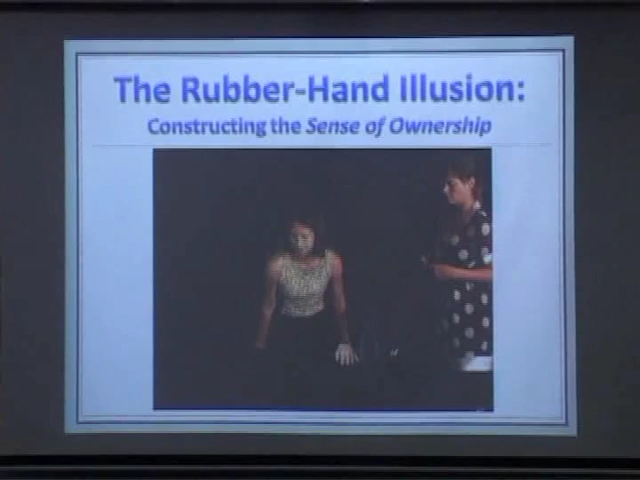 The Rubber-Hand Illusion:
Constructing the Sense of Ownership